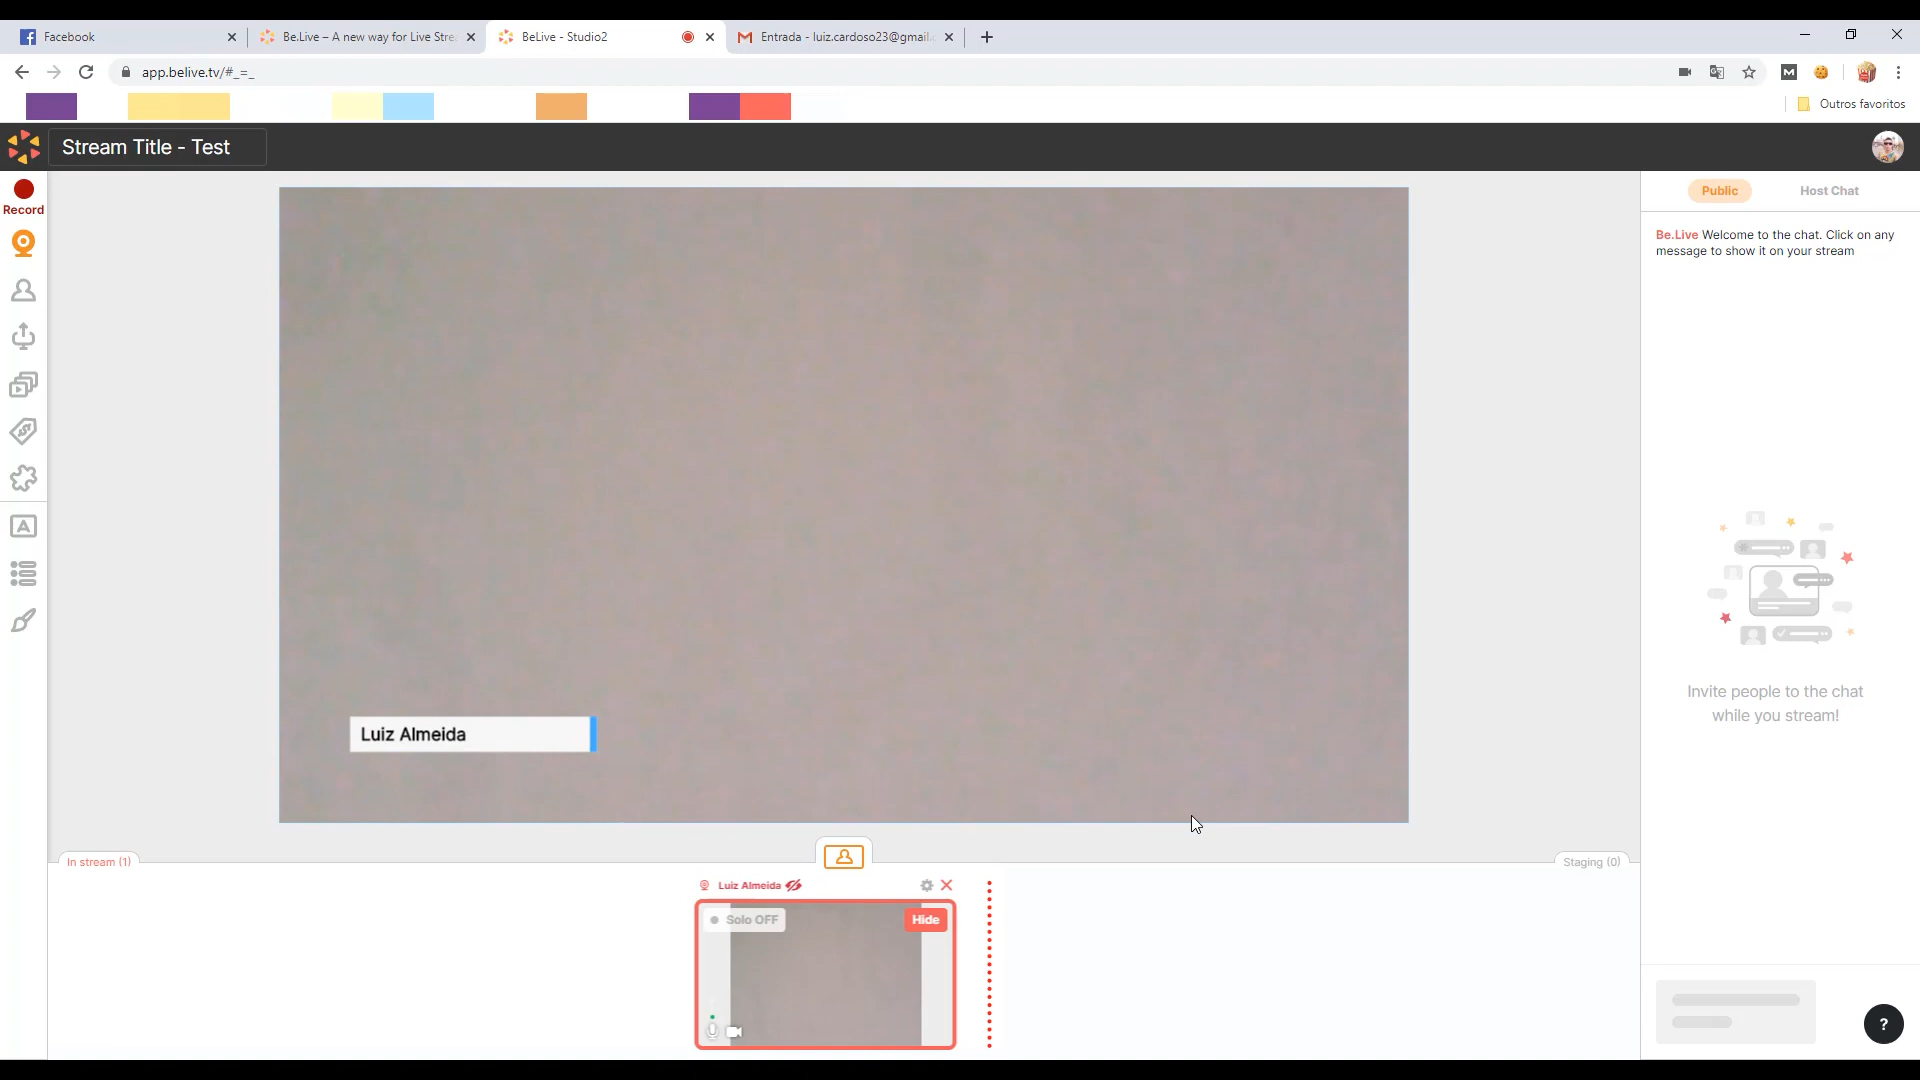 Facebook
Be.Live – A new way for Live Stre
BeLive - Studio2
Entrada - luiz.cardoso23@gmail.
app.belive.tv/#_=_
Outros favoritos
Stream Title - Test
Record
Public
Host Chat
Be.Live Welcome to the chat. Click on any
message to show it on your stream
Luiz Almeida
Invite people to the chat
while you stream!
In stream (1)
Staging (0)
Luiz Almeida
Solo OFF
Hide
?